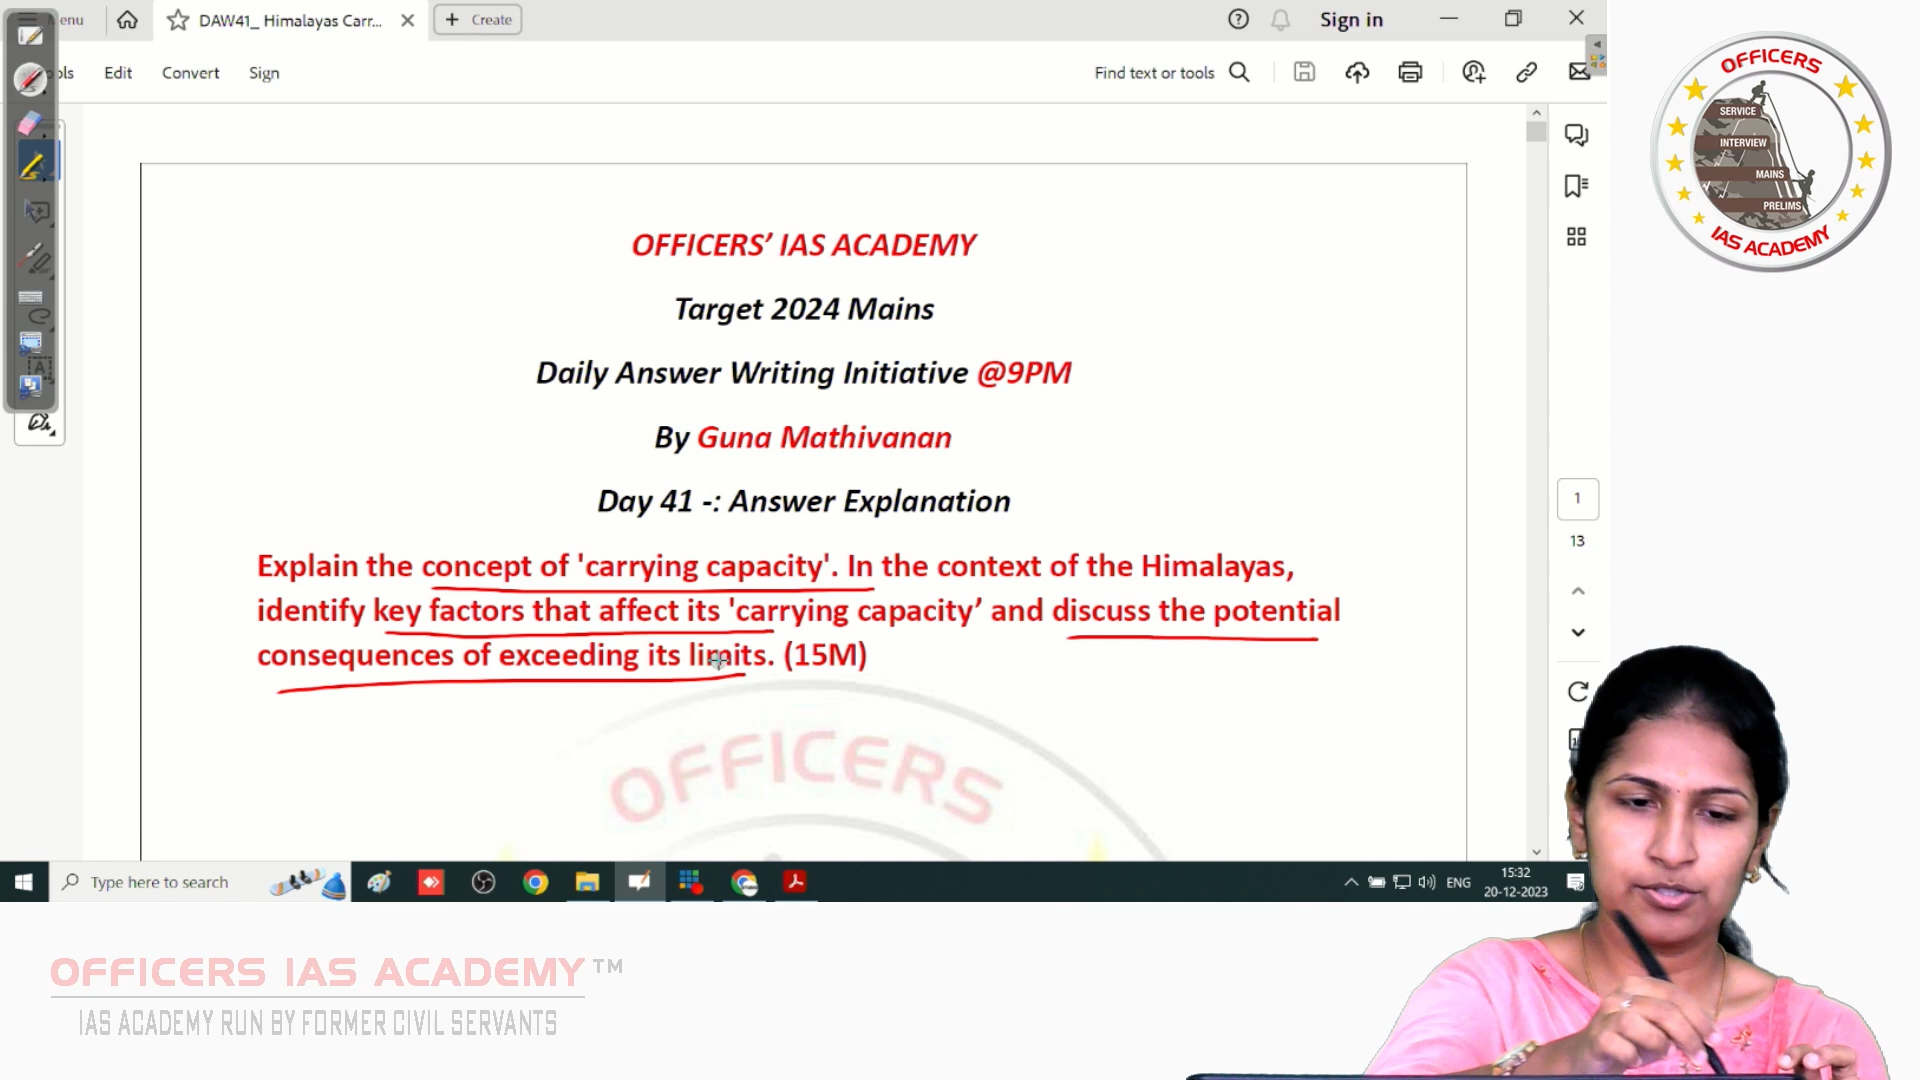 DAW41_ Himalayas Carr...
Create
Sign in
Edit
Convert
Sign
Find text or tools
OFFICERS
SERVICE
INTERVIEW
MAINS
PRELIMS
IAS ACADEMY
OFFICERS’ IAS ACADEMY
Target 2024 Mains
Daily Answer Writing Initiative @9PM
By Guna Mathivanan
Day 41 -: Answer Explanation
Explain the concept of 'carrying capacity'. In the context of the Himalayas,
identify key factors that affect its 'carrying capacity’ and discuss the potential
consequences of exceeding its limits. (15M)
1
13
OFFICERS
Type here to search
ENG
15:32
20-12-2023
OFFICERS IAS ACADEMY™
IAS ACADEMY RUN BY FORMER CIVIL SERVANTS